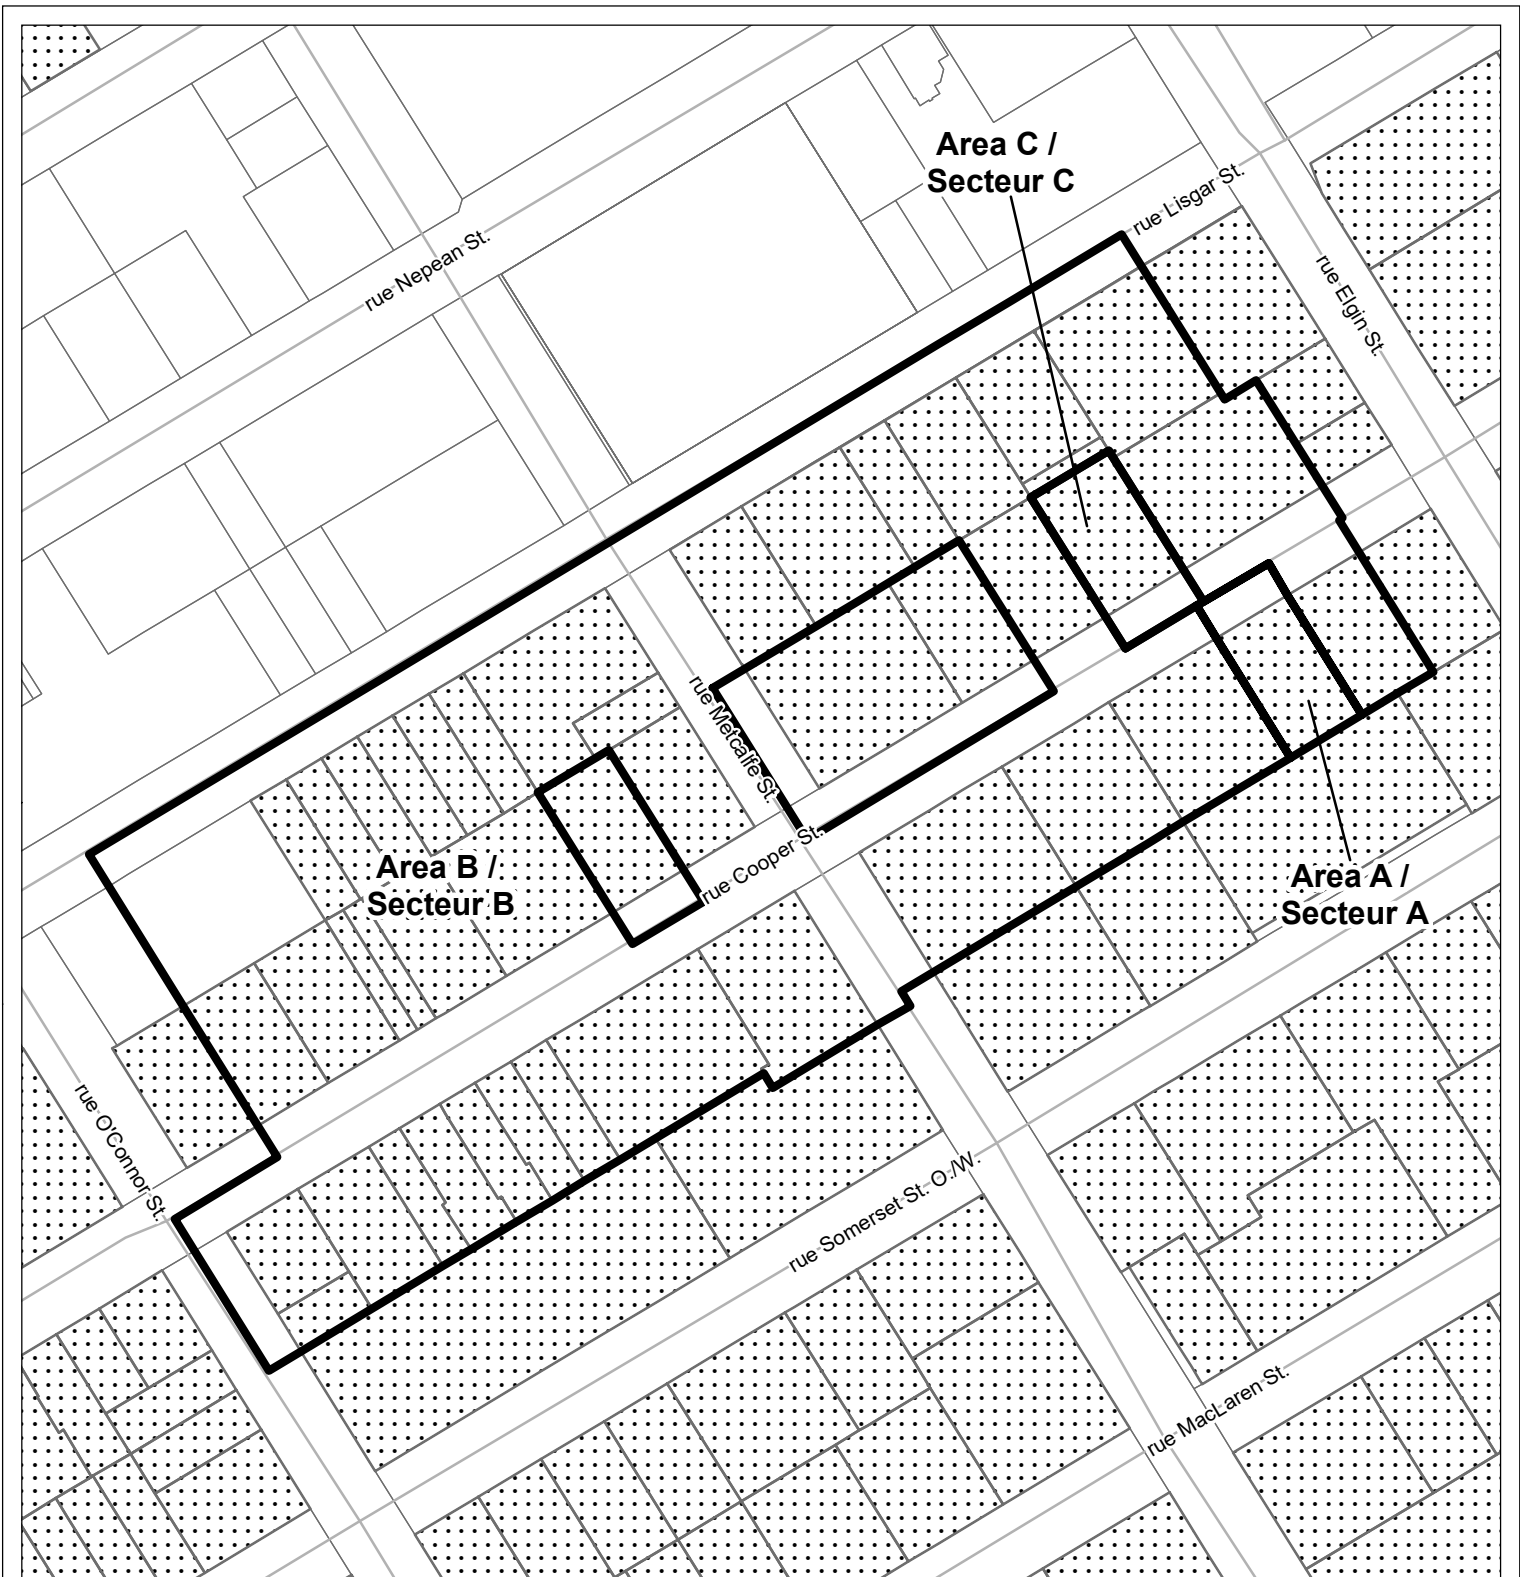 Area C /
Secteur C
rue Lisgar St.
rue Nepean St.
rue Elgin St.
rue Metcalfe St.
rue Cooper St.
Area B /
Secteur B
Area A /
Secteur A
rue O'Connor St.
rue Somerset St. O./W.
rue MacLaren St.